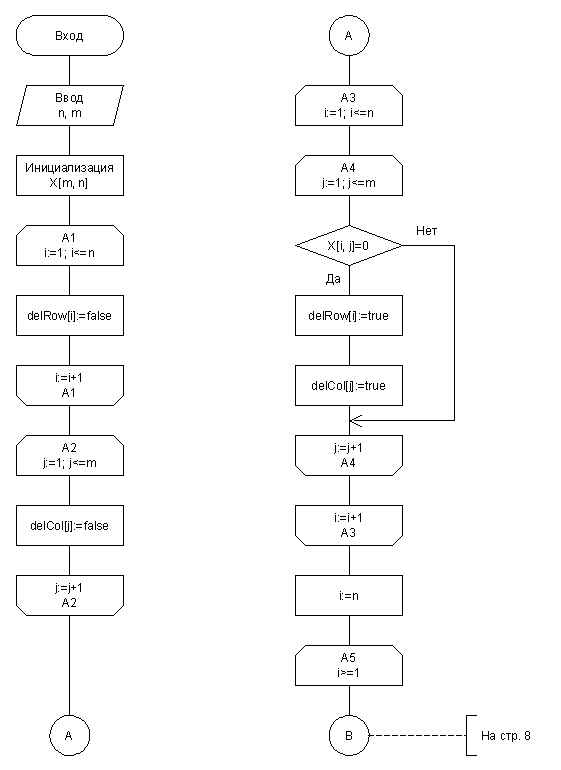 Вход
Ввод
n, m
Инициализация
X[m, n]
A1
i:=1; i<=n
delRow[i]:=false
i:=i+1
A1
A2
j:=1; j<=m
delCol[j]:=false
j:=j+1
A2
A
A
A3
i:=1; i<=n
A4
j:=1; j<=m
X[i, j]=0
Нет
Да
delRow[i]:=true
delCol[j]:=true
j:=j+1
A4
i:=i+1
A3
i:=n
A5
i>=1
B
На стр. 8